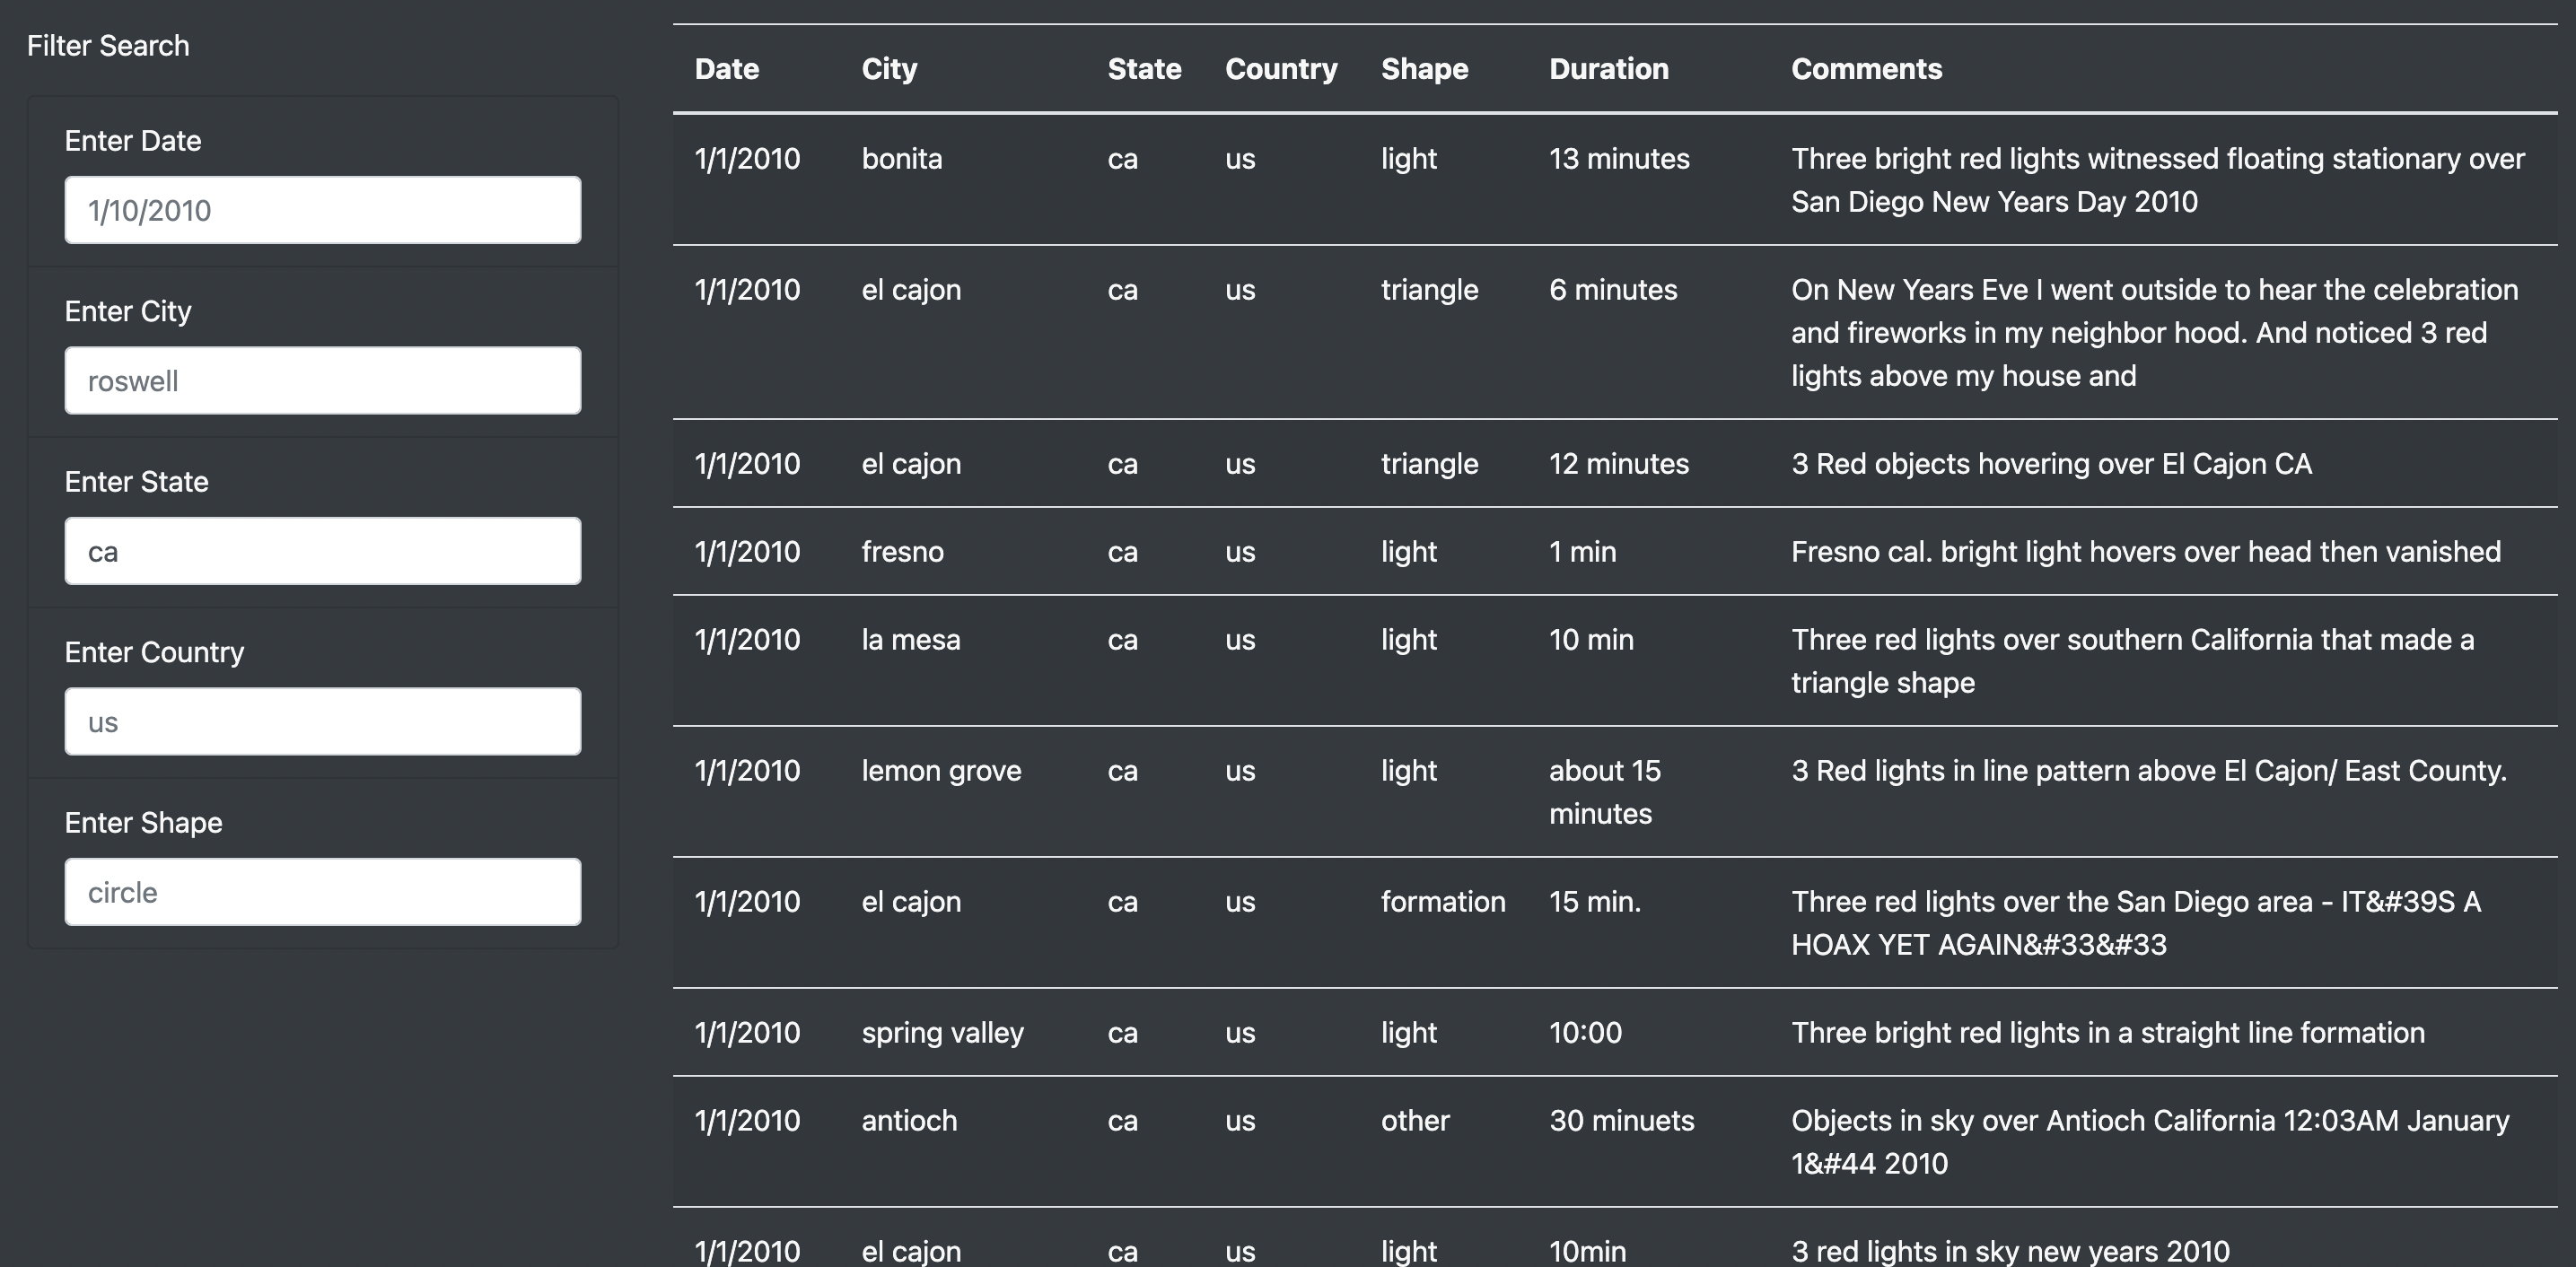 Filter Search
Enter Date
1/10/2010
Enter City
roswell
Enter State
ca
Enter Country
us
Enter Shape
circle
Date City State Country Shape Duration Comments
1/1/2010 bonita ca us light 13 minutes Three bright red lights witnessed floating stationary over
San Diego New Years Day 2010
1/1/2010 el cajon ca us triangle 6 minutes On New Years Eve I went outside to hear the celebration
and fireworks in my neighbor hood. And noticed 3 red
lights above my house and
1/1/2010 el cajon ca us triangle 12 minutes 3 Red objects hovering over El Cajon CA
1/1/2010 fresno ca us light 1 min Fresno cal. bright light hovers over head then vanished
1/1/2010 la mesa ca us light 10 min Three red lights over southern California that made a
triangle shape
1/1/2010 lemon grove ca us light about 15 3 Red lights in line pattern above El Cajon/ East County.
minutes
1/1/2010 el cajon ca us formation 15 min. Three red lights over the San Diego area - IT&#39S A
HOAX YET AGAIN&#33&#33
1/1/2010 spring valley ca us light 10:00 Three bright red lights in a straight line formation
1/1/2010 antioch ca us other 30 minuets Objects in sky over Antioch California 12:03AM January
1&#44 2010
1/1/2010 el cajon ca us light 10min 3 red lights in sky new years 2010